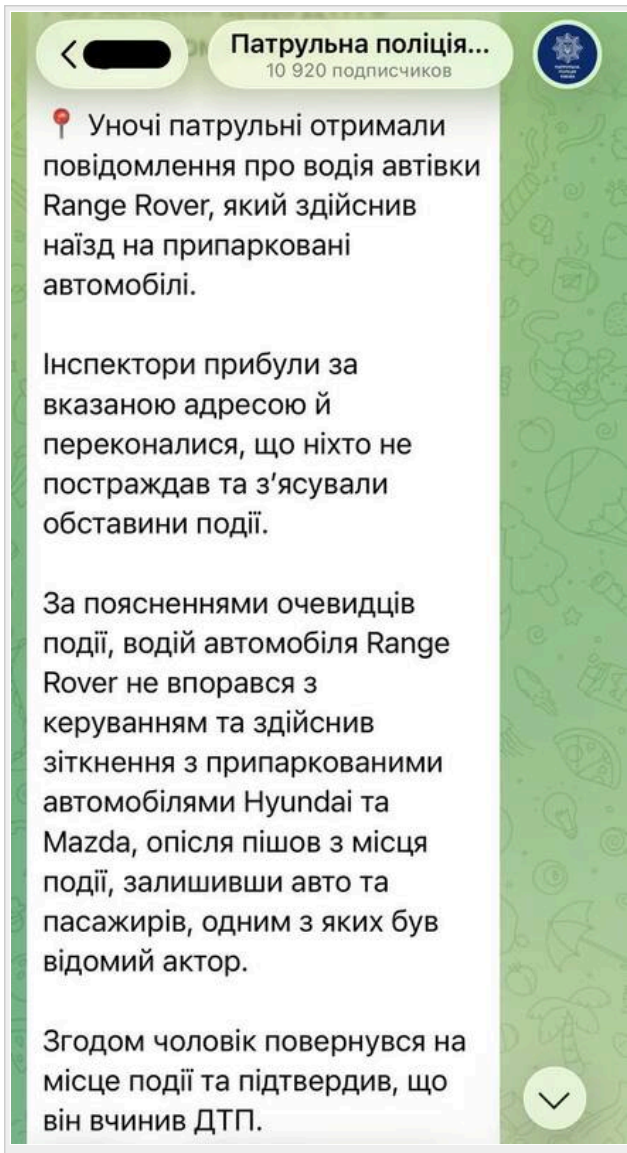 Патрульна поліція...
10 920 подписчиков
📍 Уночі патрульні отримали
повідомлення про водія автівки
Range Rover, який здійснив
наїзд на припарковані
автомобілі.
Інспектори прибули за
вказаною адресою й
переконалися, що ніхто не
постраждав та з’ясували
обставини події.
За поясненнями очевидців
події, водій автомобіля Range
Rover не впорався з
керуванням та здійснив
зіткнення з припаркованими
автомобілями Hyundai та
Mazda, опісля пішов з місця
події, залишивши авто та
пасажирів, одним з яких був
відомий актор.
Згодом чоловік повернувся на
місце події та підтвердив, що
він вчинив ДТП.